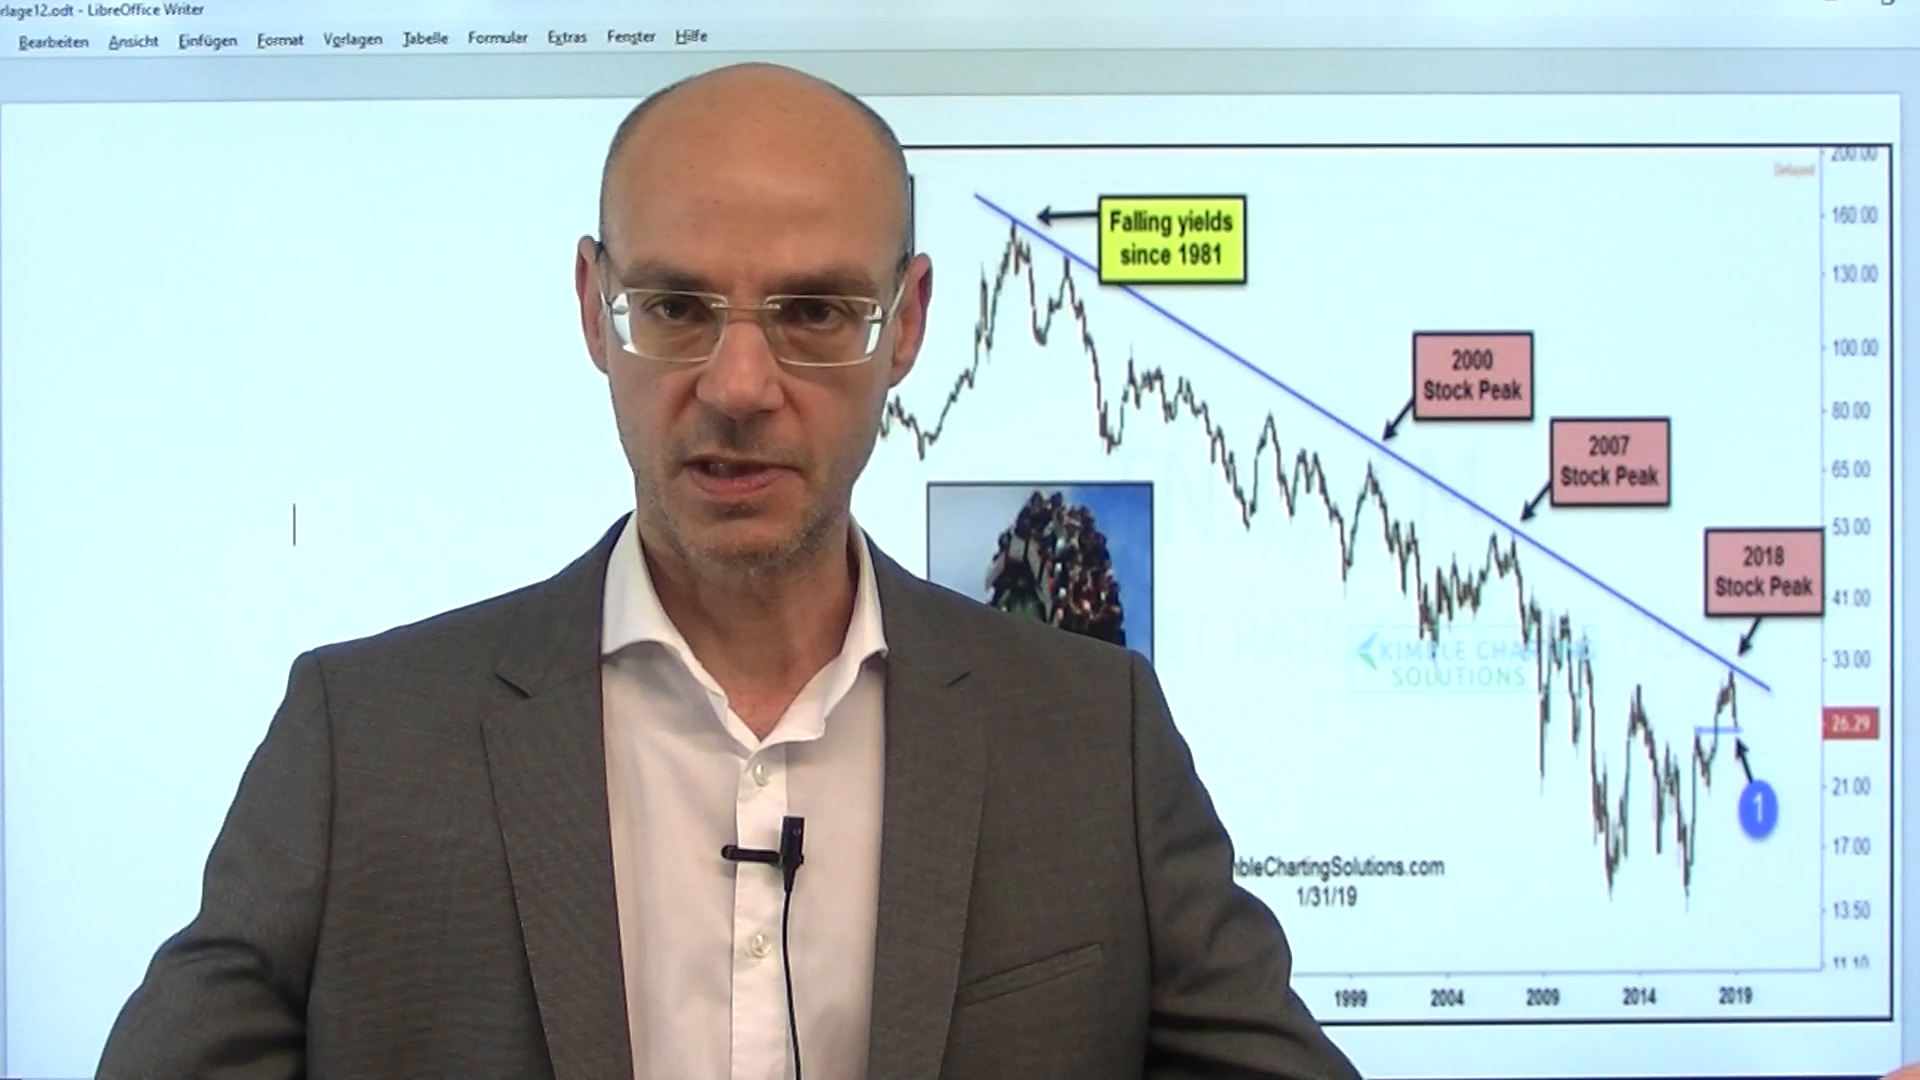 rlage12.odt - LibreOffice Writer
Bearbeiten Ansicht Einfügen Format Vorlagen Tabelle Formular Extras Fenster Hilfe
Delayed
Falling yields
since 1981
2000
Stock Peak
2007
Stock Peak
2018
Stock Peak
KIMBLE CHARTING
SOLUTIONS
1
mbleChartingSolutions.com
1/31/19
200.00
160.00
130.00
100.00
80.00
65.00
53.00
41.00
33.00
26.29
21.00
17.00
13.50
11.10
1999 2004 2009 2014 2019